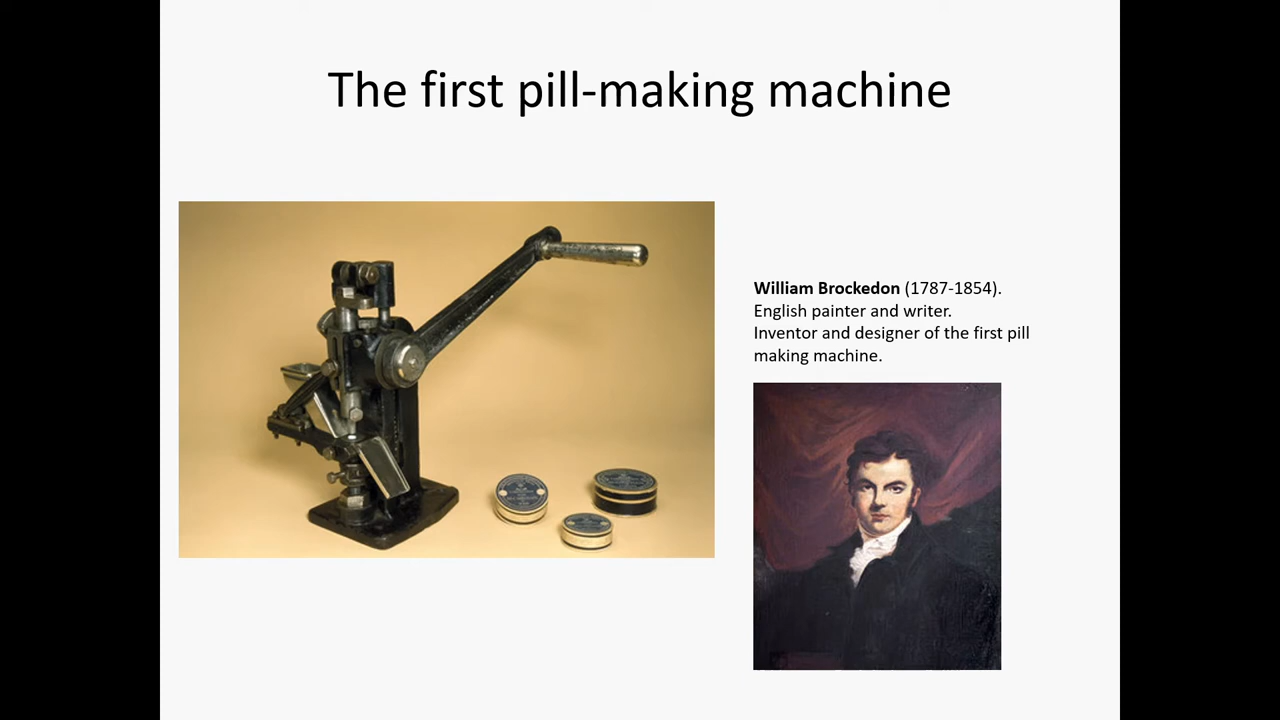 The first pill-making machine
William Brockedon (1787-1854).
English painter and writer.
Inventor and designer of the first pill
making machine.